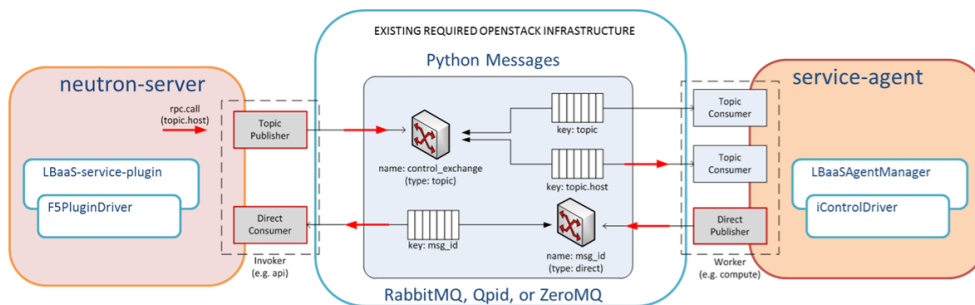 EXISTING REQUIRED OPENSTACK INFRASTRUCTURE
neutron-server
Python Messages
service-agent
rpc.call
(topic.host)
Topic
Publisher
key: topic
Topic
Consumer
name: control_exchange
(type: topic)
key: topic.host
Topic
Consumer
LBaaS-service-plugin
F5PluginDriver
LBaaSAgentManager
iControlDriver
Direct
Consumer
key: msg_id
Direct
Publisher
Invoker
(e.g. api)
name: msg_id
(type: direct)
Worker
(e.g. compute)
RabbitMQ, Qpid, or ZeroMQ